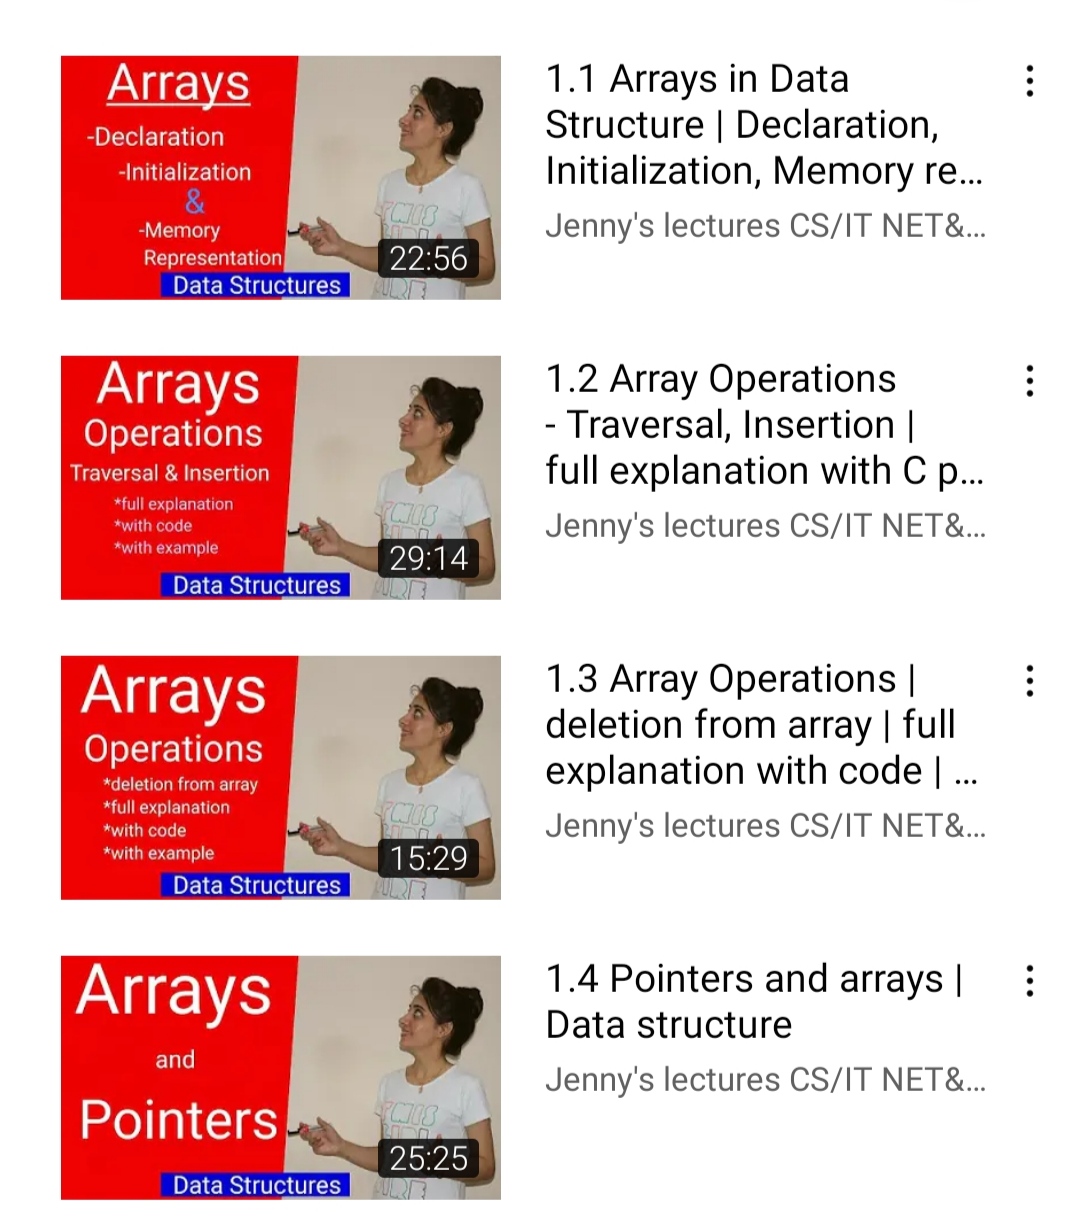 Arrays
-Declaration
-Initialization
&
-Memory
Representation
Data Structures
22:56
1.1 Arrays in Data
Structure | Declaration,
Initialization, Memory re...
Jenny's lectures CS/IT NET&...
Arrays
Operations
Traversal & Insertion
*full explanation
*with code
*with example
Data Structures
29:14
1.2 Array Operations
- Traversal, Insertion |
full explanation with C p...
Jenny's lectures CS/IT NET&...
Arrays
Operations
*deletion from array
*full explanation
*with code
*with example
Data Structures
15:29
1.3 Array Operations |
deletion from array | full
explanation with code | ...
Jenny's lectures CS/IT NET&...
Arrays
and
Pointers
Data Structures
25:25
1.4 Pointers and arrays |
Data structure
Jenny's lectures CS/IT NET&...